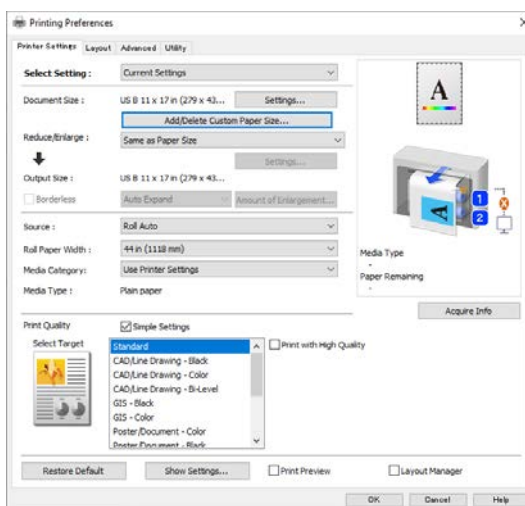 Printing Preferences
Printer Settings Layout Advanced Utility
Select Setting : Current Settings
Document Size : US B 11 x 17 in (279 x 43... Settings...
Add/Delete Custom Paper Size...
Reduce/Enlarge : Same as Paper Size
Settings...
Output Size : US B 11 x 17 in (279 x 43...
Borderless Auto Expand Amount of Enlargement...
Source : Roll Auto
Roll Paper Width : 44 in (1118 mm)
Media Category: Use Printer Settings
Media Type : Plain paper
A
A
1
2
Media Type
-
Paper Remaining
-
Acquire Info
Print Quality Simple Settings
Select Target
Standard
CAD/Line Drawing - Black
CAD/Line Drawing - Color
CAD/Line Drawing - Bi-Level
GIS - Black
GIS - Color
Poster/Document - Color
Poster/Document - Black
Print with High Quality
Restore Default Show Settings... Print Preview Layout Manager
OK Cancel Help